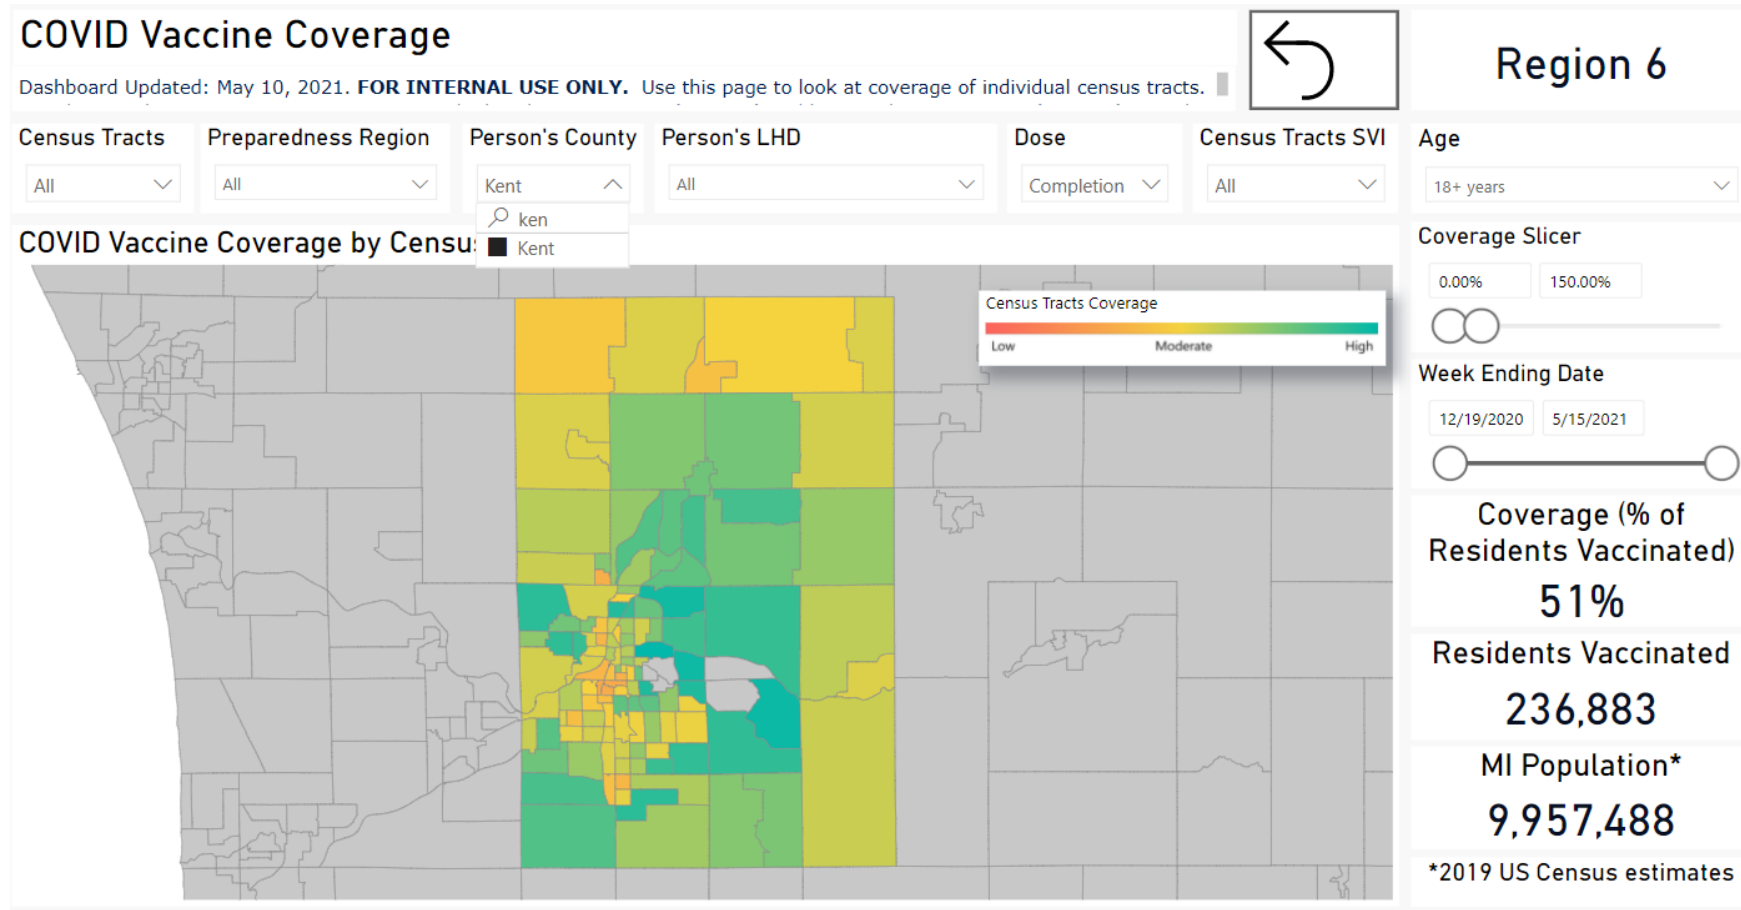 COVID Vaccine Coverage
Region 6
Dashboard Updated: May 10, 2021. FOR INTERNAL USE ONLY. Use this page to look at coverage of individual census tracts.
Census Tracts
All
Preparedness Region
All
Person's County
Kent
ken
Kent
Person's LHD
All
Dose
Completion
Census Tracts SVI
All
Age
18+ years
COVID Vaccine Coverage by Census
Census Tracts Coverage
Low Moderate High
Coverage Slicer
0.00% 150.00%
Week Ending Date
12/19/2020 5/15/2021
Coverage (% of
Residents Vaccinated)
51%
Residents Vaccinated
236,883
MI Population*
9,957,488
*2019 US Census estimates